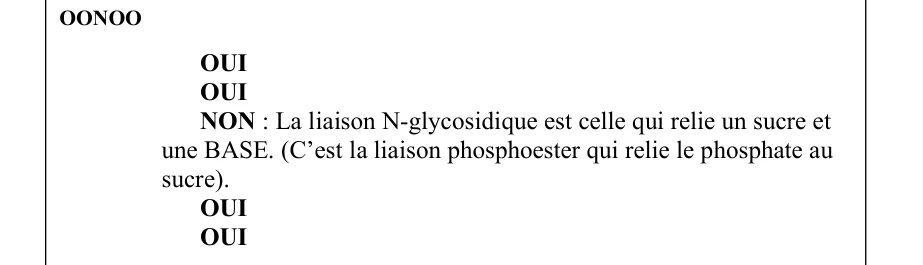 OONOO
OUI
OUI
NON : La liaison N-glycosidique est celle qui relie un sucre et
une BASE. (C’est la liaison phosphoester qui relie le phosphate au
sucre).
OUI
OUI